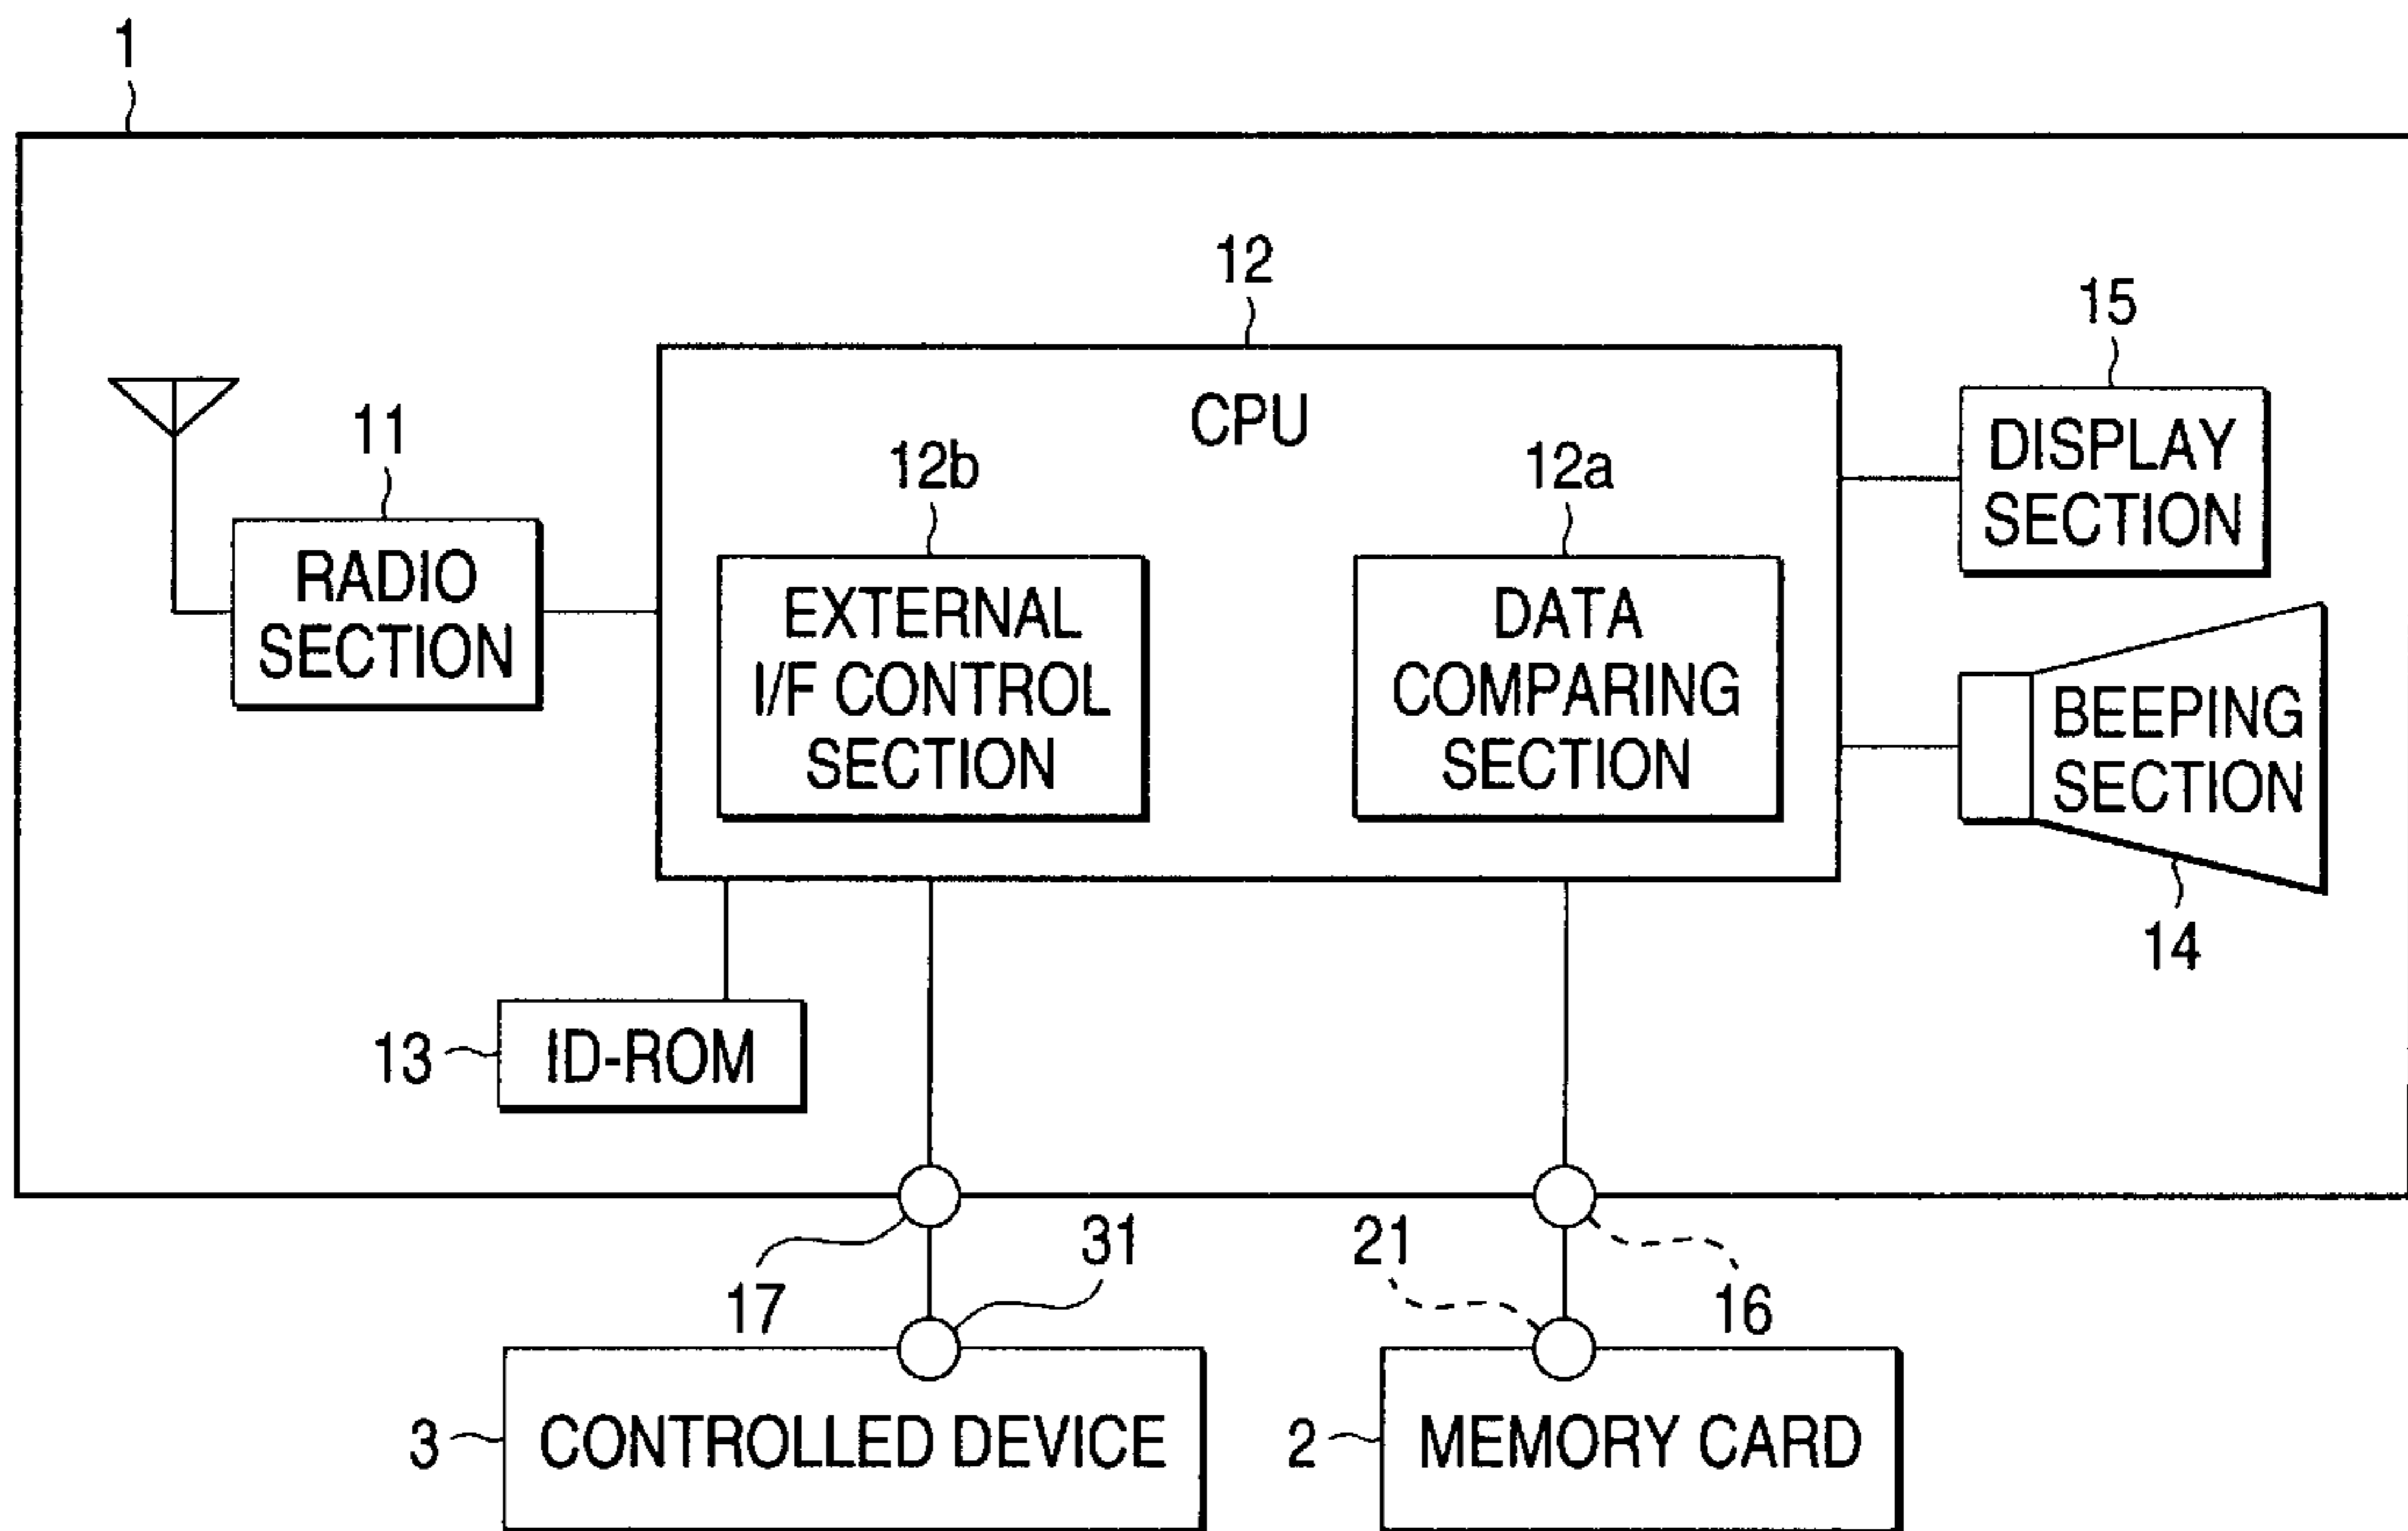 1
12
15
CPU
DISPLAY
SECTION
11
12b
12a
RADIO
SECTION
EXTERNAL
I/F CONTROL
SECTION
DATA
COMPARING
SECTION
BEEPING
SECTION
14
13
ID-ROM
17
31
21
16
3
CONTROLLED DEVICE
2
MEMORY CARD